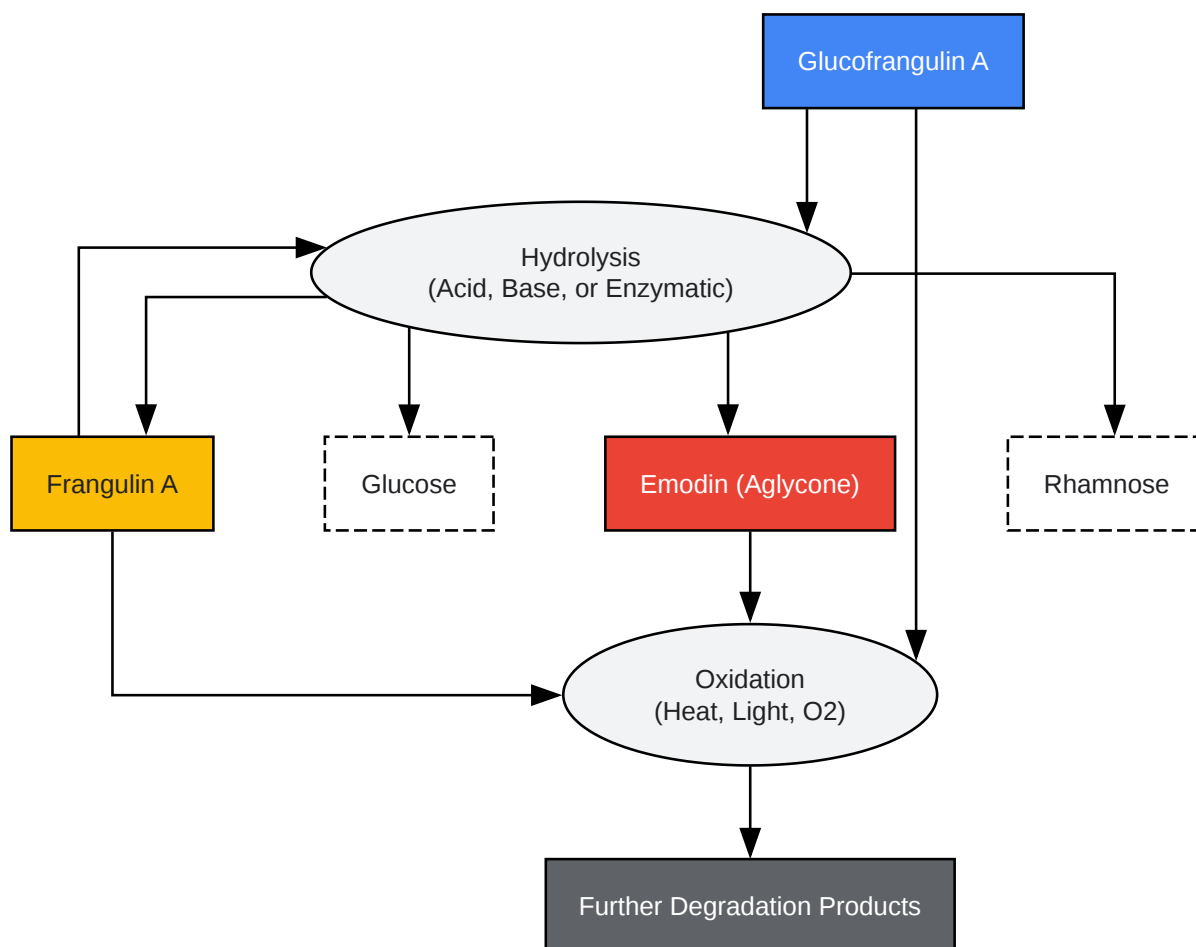 Glucofrangulin A
Hydrolysis
(Acid, Base, or Enzymatic)
Frangulin A
Glucose
Emodin (Aglycone)
Rhamnose
Oxidation
(Heat, Light, O2)
Further Degradation Products